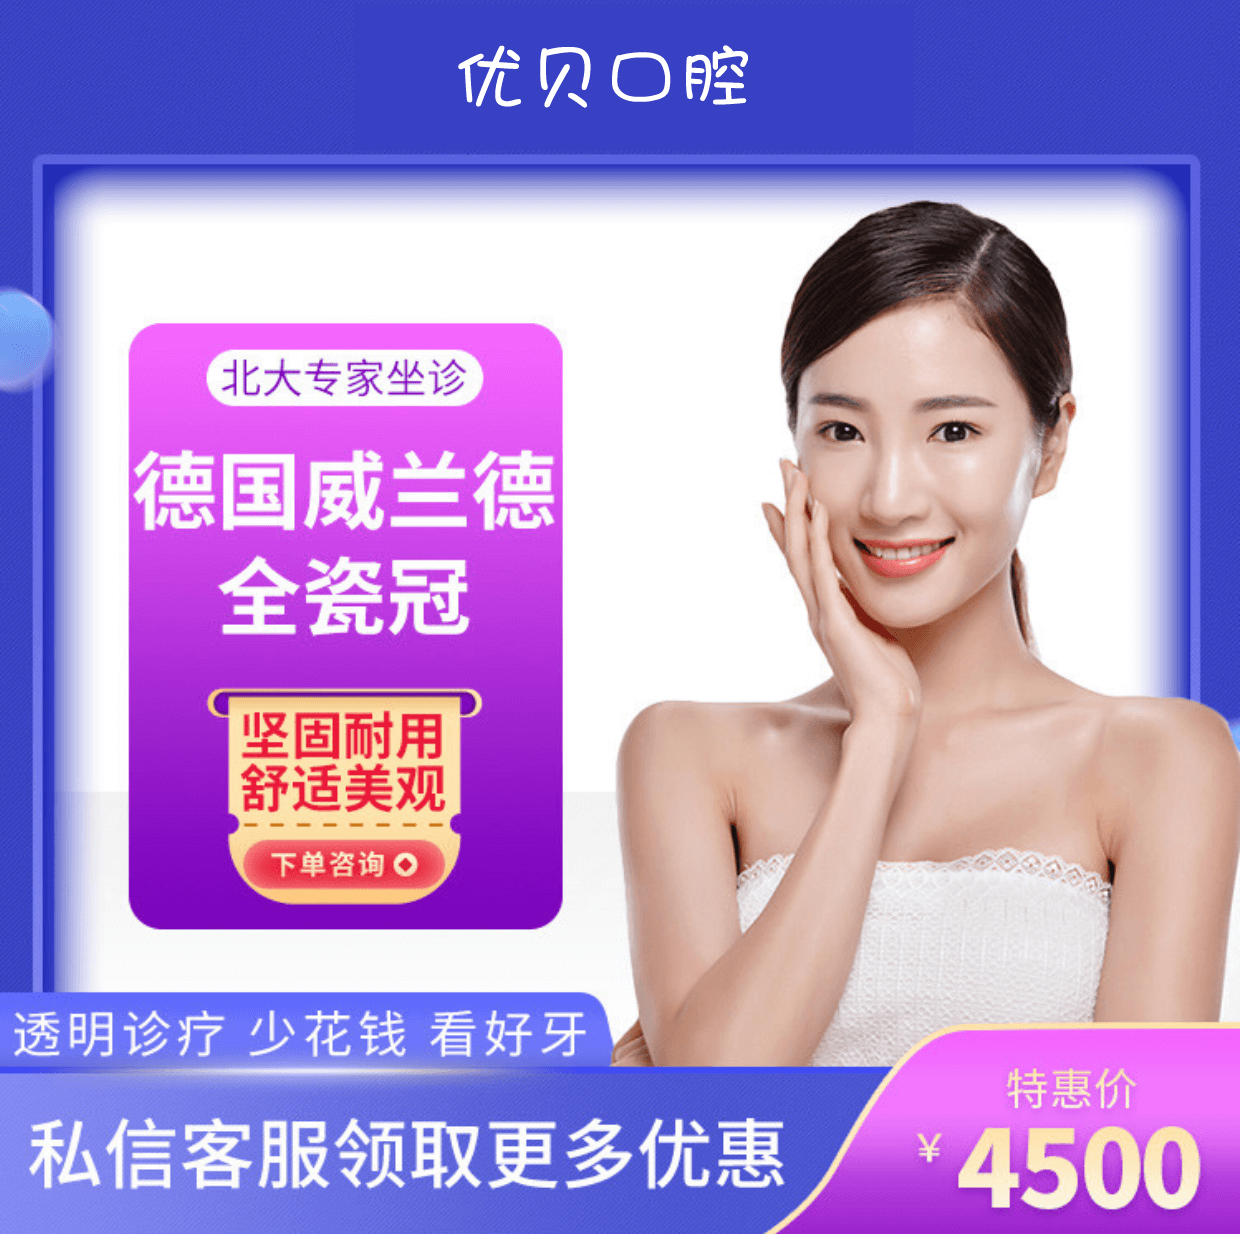 优贝口腔
北大专家坐诊
德国威兰德
全瓷冠
坚固耐用
舒适美观
下单咨询
透明诊疗 少花钱 看好牙
私信客服领取更多优惠
特惠价
¥4500